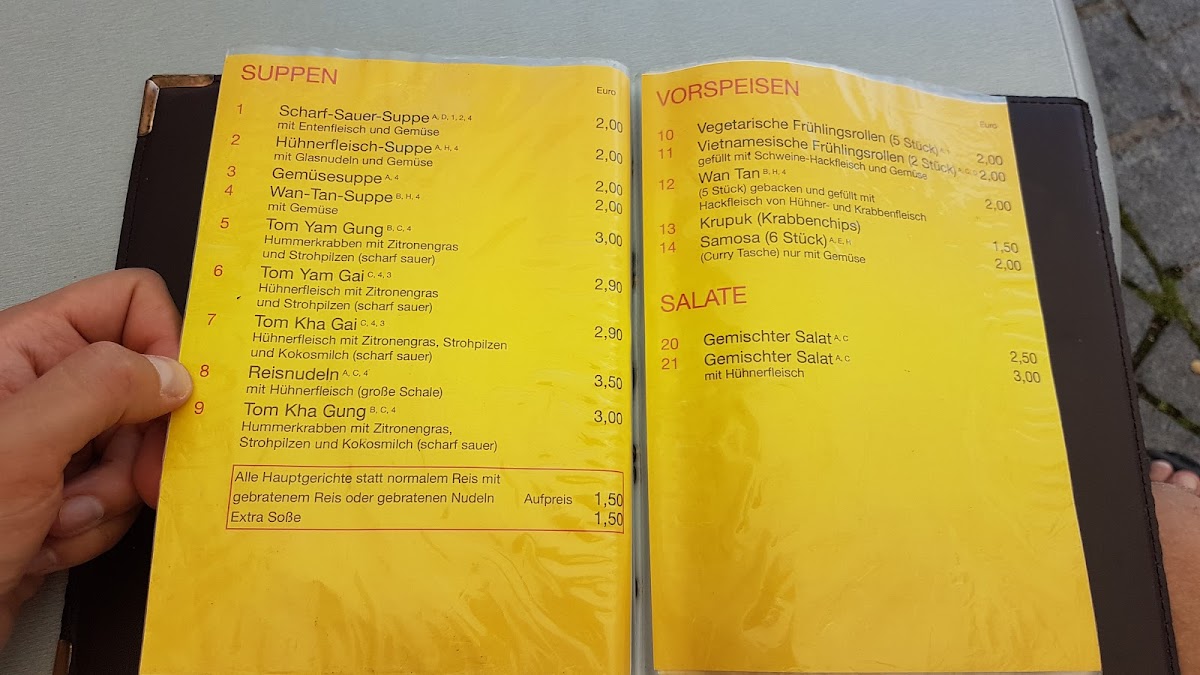 SUPPEN
Euro
1 Scharf-Sauer-Suppe A, D, 1, 2, 4
mit Entenfleisch und Gemüse 2,00
2 Hühnerfleisch-Suppe A, H, 4
mit Glasnudeln und Gemüse 2,00
3 Gemüsesuppe A, 4 2,00
4 Wan-Tan-Suppe B, H, 4 2,00
mit Gemüse
5 Tom Yam Gung B, C, 4 3,00
Hummerkrabben mit Zitronengras
und Strohpilzen (scharf sauer)
6 Tom Yam Gai C, 4, 3 2,90
Hühnerfleisch mit Zitronengras
und Strohpilzen (scharf sauer)
7 Tom Kha Gai C, 4, 3 2,90
Hühnerfleisch mit Zitronengras, Strohpilzen
und Kokosmilch (scharf sauer)
8 Reisnudeln A, C, 4 3,50
mit Hühnerfleisch (große Schale)
9 Tom Kha Gung B, C, 4 3,00
Hummerkrabben mit Zitronengras,
Strohpilzen und Kokosmilch (scharf sauer)
Alle Hauptgerichte statt normalem Reis mit
gebratenem Reis oder gebratenen Nudeln Aufpreis 1,50
Extra Soße 1,50
VORSPEISEN
Euro
10 Vegetarische Frühlingsrollen (5 Stück) 2,00
11 Vietnamesische Frühlingsrollen (2 Stück) 2,00
gefüllt mit Schweine-Hackfleisch und Gemüse
12 Wan Tan B, H, 4 2,00
(5 Stück) gebacken und gefüllt mit
Hackfleisch von Hühner- und Krabbenfleisch
13 Krupuk (Krabbenchips) 1,50
14 Samosa (6 Stück) A, E, H 2,00
(Curry Tasche) nur mit Gemüse
SALATE
20 Gemischter Salat A, C 2,50
21 Gemischter Salat A, C 3,00
mit Hühnerfleisch